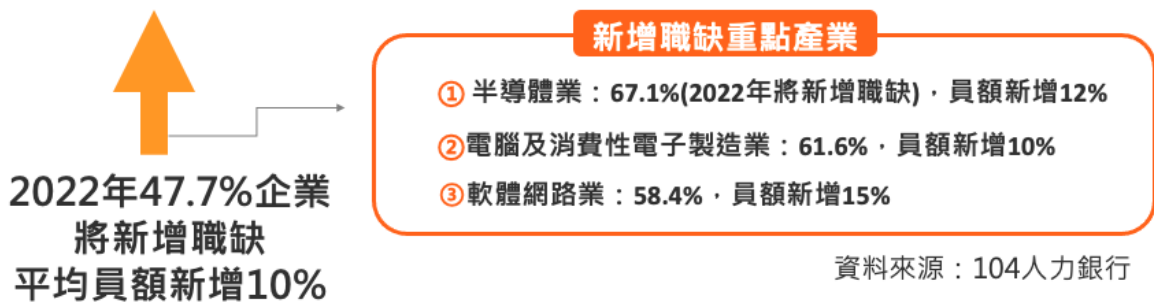 2022年47.7%企業
將新增職缺
平均員額新增10%
新增職缺重點產業
① 半導體業：67.1%(2022年將新增職缺)，員額新增12%
②電腦及消費性電子製造業：61.6%，員額新增10%
③軟體網路業：58.4%，員額新增15%
資料來源：104人力銀行